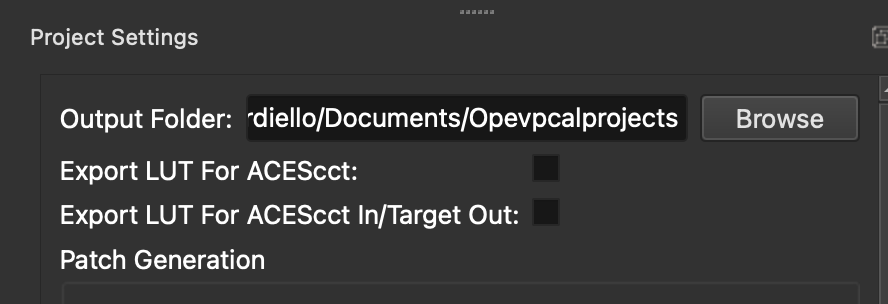 Project Settings
Output Folder: rdiello/Documents/Opevpcalprojects Browse
Export LUT For ACEScct:
Export LUT For ACEScct In/Target Out:
Patch Generation